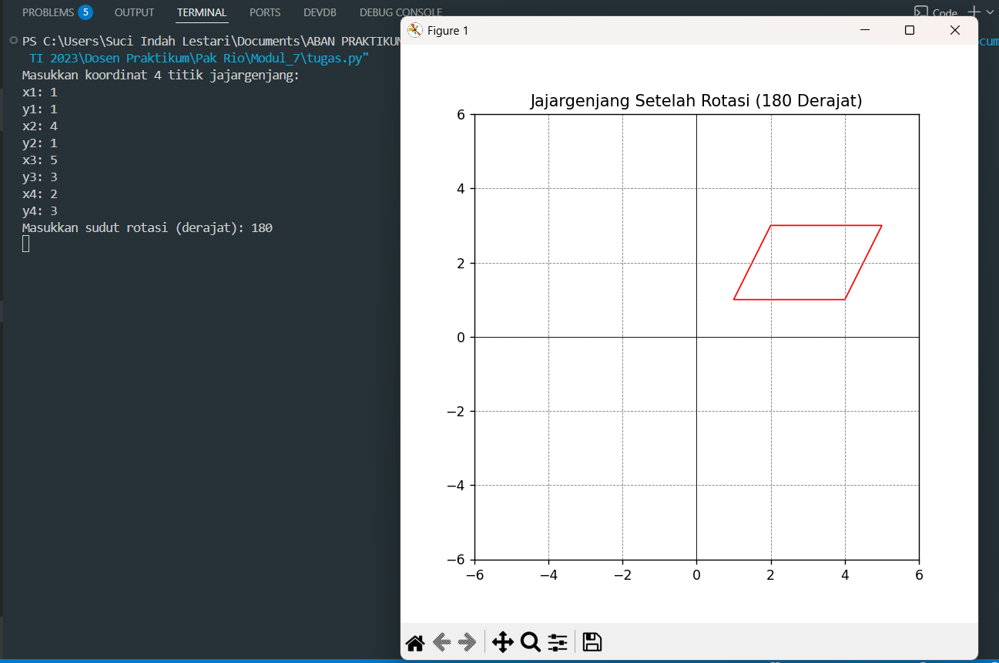 PROBLEMS 5 OUTPUT TERMINAL PORTS DEVDB DEBUG CONSOLE
Code
PS C:\Users\Suci Indah Lestari\Documents\ABAN PRAKTIKUM
TI 2023\Dosen Praktikum\Pak Rio\Modul_7\tugas.py"
Masukkan koordinat 4 titik jajargenjang:
x1: 1
y1: 1
x2: 4
y2: 1
x3: 5
y3: 3
x4: 2
y4: 3
Masukkan sudut rotasi (derajat): 180
Figure 1
Jajargenjang Setelah Rotasi (180 Derajat)
6
4
2
0
−2
−4
−6
−6 −4 −2 0 2 4 6